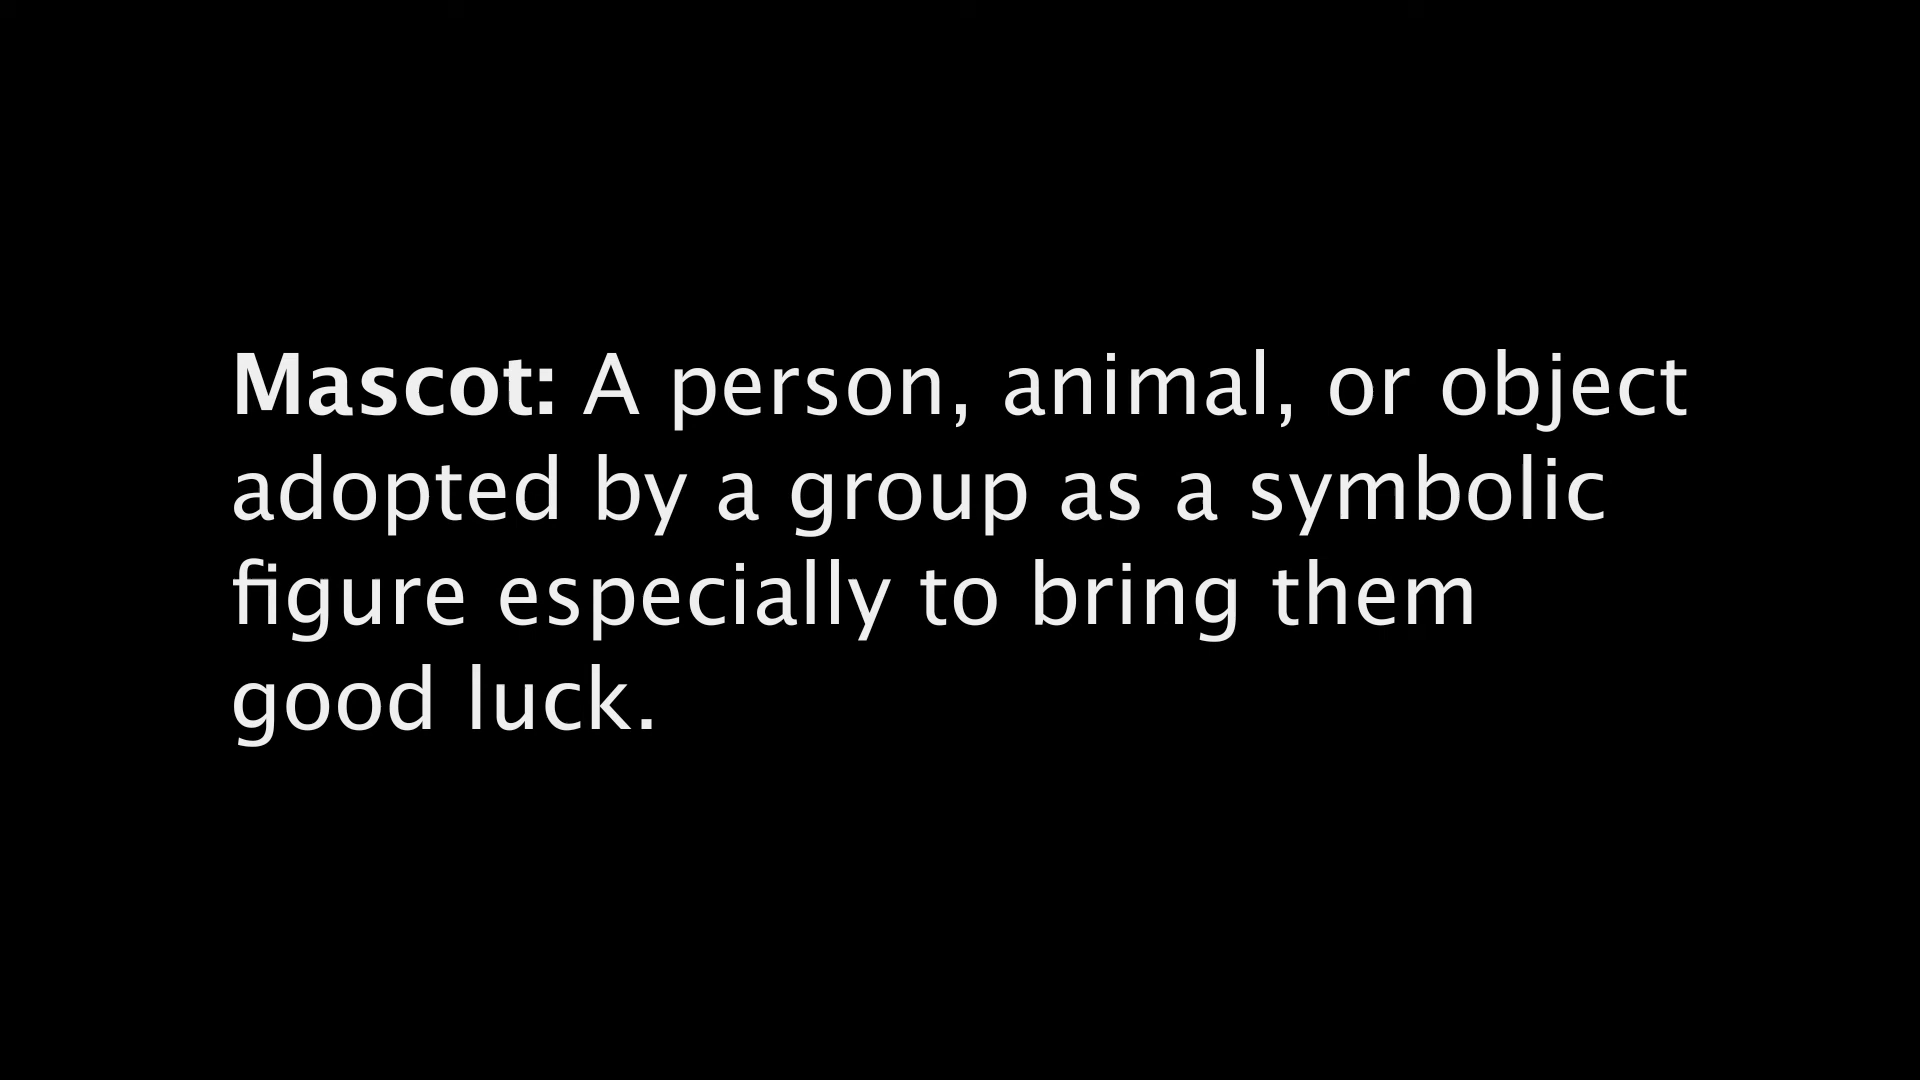 Mascot: A person, animal, or object
adopted by a group as a symbolic
figure especially to bring them
good luck.